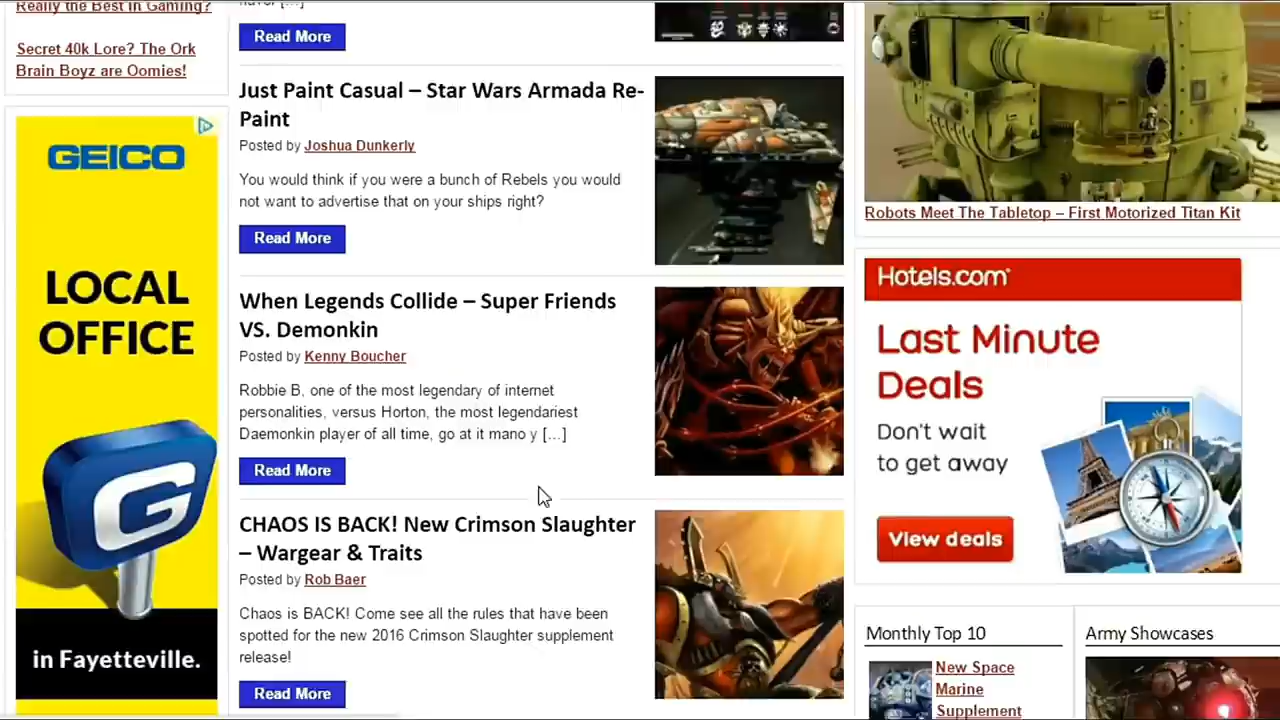 Really the Best in Gaming?
Secret 40k Lore? The Ork
Brain Boyz are Oomies!
GEICO
LOCAL
OFFICE
G
in Fayetteville.
Read More
Just Paint Casual – Star Wars Armada Re-
Paint
Posted by Joshua Dunkerly
You would think if you were a bunch of Rebels you would
not want to advertise that on your ships right?
Read More
When Legends Collide – Super Friends
VS. Demonkin
Posted by Kenny Boucher
Robbie B, one of the most legendary of internet
personalities, versus Horton, the most legendariest
Daemonkin player of all time, go at it mano y […]
Read More
CHAOS IS BACK! New Crimson Slaughter
– Wargear & Traits
Posted by Rob Baer
Chaos is BACK! Come see all the rules that have been
spotted for the new 2016 Crimson Slaughter supplement
release!
Read More
Robots Meet The Tabletop – First Motorized Titan Kit
Hotels.com
Last Minute
Deals
Don't wait
to get away
View deals
Monthly Top 10
New Space
Marine
Supplement
Army Showcases